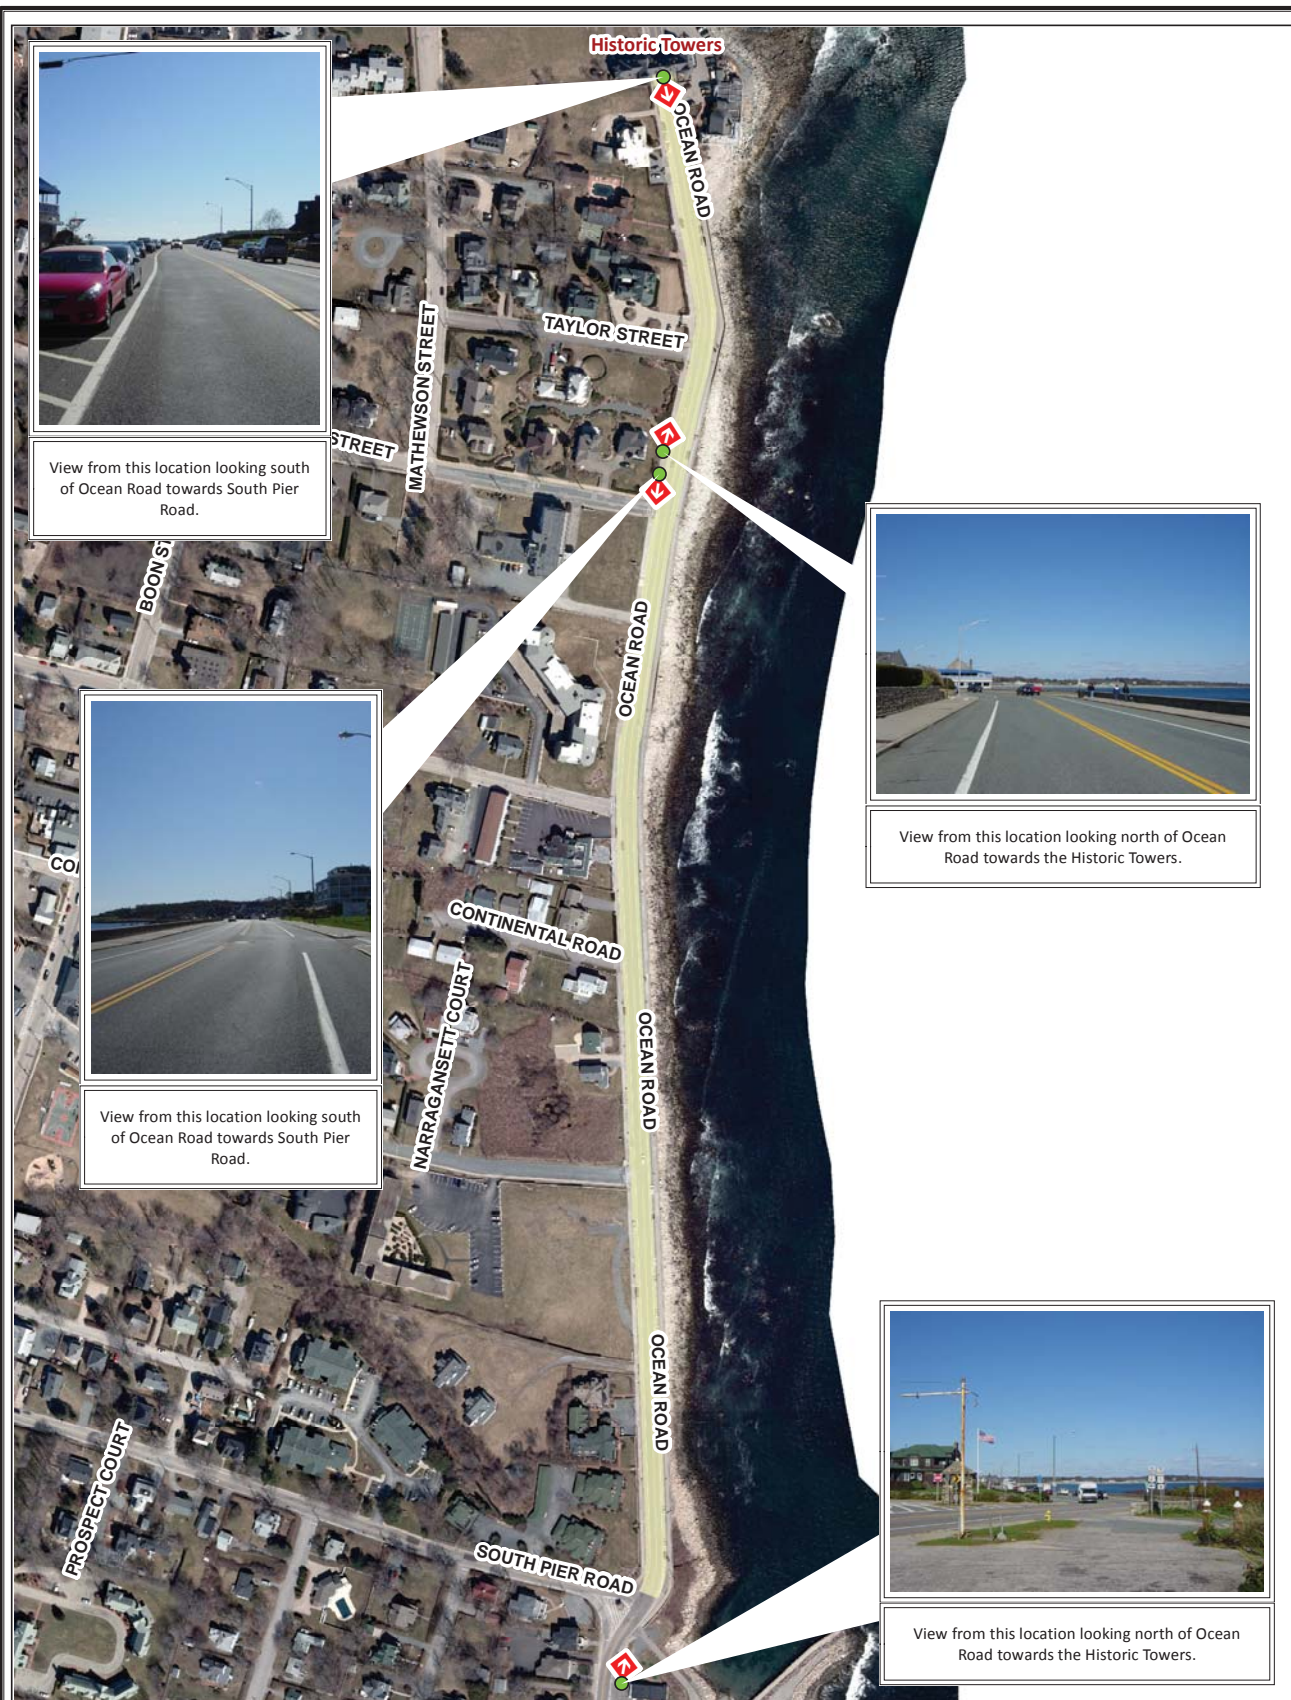 Historic Towers
OCEAN ROAD
TAYLOR STREET
MATHEWSON STREET
STREET
View from this location looking south
of Ocean Road towards South Pier
Road.
BOON ST
OCEAN ROAD
View from this location looking north of Ocean
Road towards the Historic Towers.
CO
CONTINENTAL ROAD
NARRAGANSETT COURT
OCEAN ROAD
View from this location looking south
of Ocean Road towards South Pier
Road.
OCEAN ROAD
PROSPECT COURT
SOUTH PIER ROAD
View from this location looking north of Ocean
Road towards the Historic Towers.